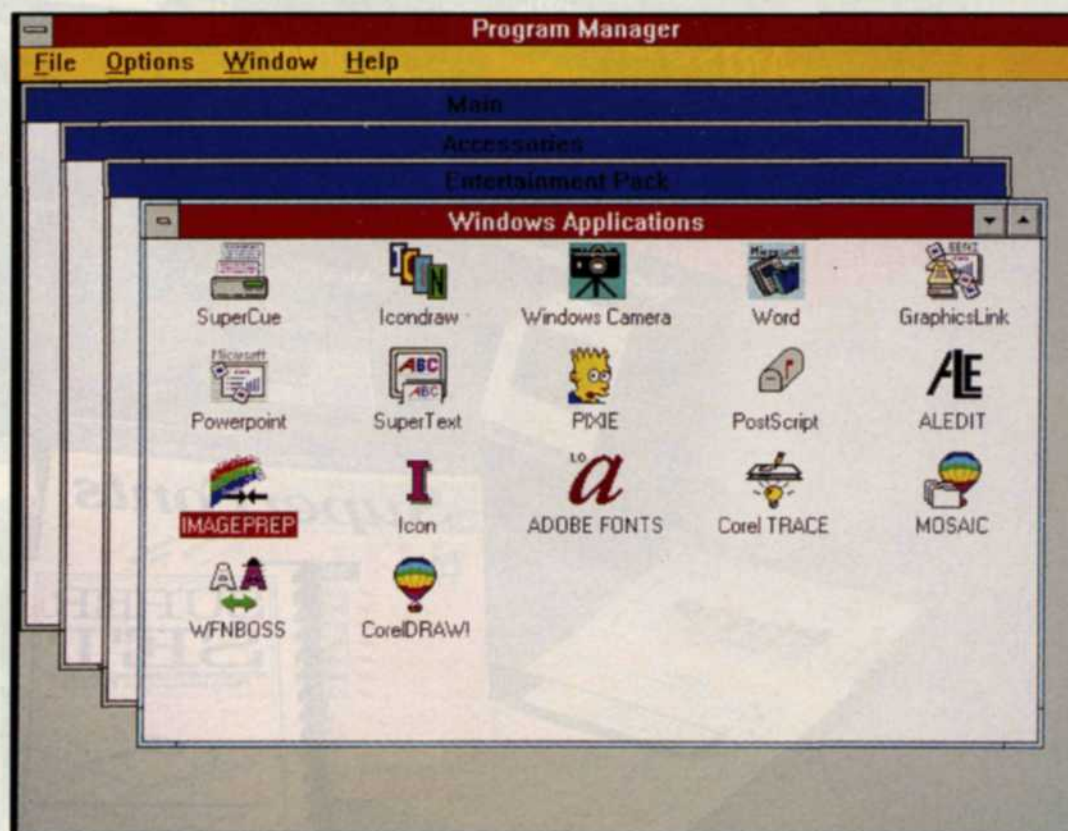 Program Manager
File Options Window Help
Main
Accessories
Entertainment Pack
Windows Applications
SuperCue Icondraw Windows Camera Word GraphicsLink
Microsoft
Powerpoint SuperText PIXIE PostScript ALEDIT
IMAGEPREP Icon ADOBE FONTS Corel TRACE MOSAIC
WFNBOSS CorelDRAW!